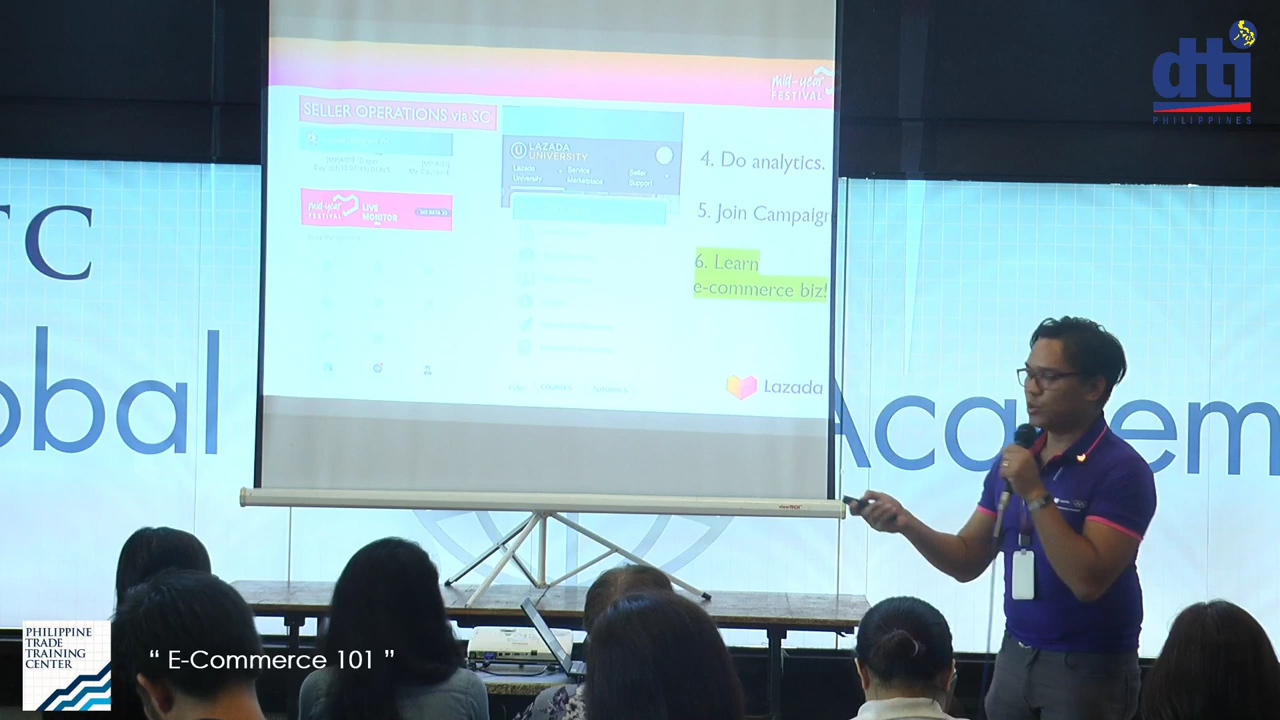 mid-year
FESTIVAL
dti
PHILIPPINES
SELLER OPERATIONS via SC
LAZADA
UNIVERSITY
Lazada
University
Service
Marketplace
Seller
Support
4. Do analytics.
5. Join Campaign
6. Learn
e-commerce biz!
mid-year
FESTIVAL
LIVE
MONITOR
COURSES
Lazada
TC
obal
Academ
PHILIPPINE
TRADE
TRAINING
CENTER
“ E-Commerce 101 ”